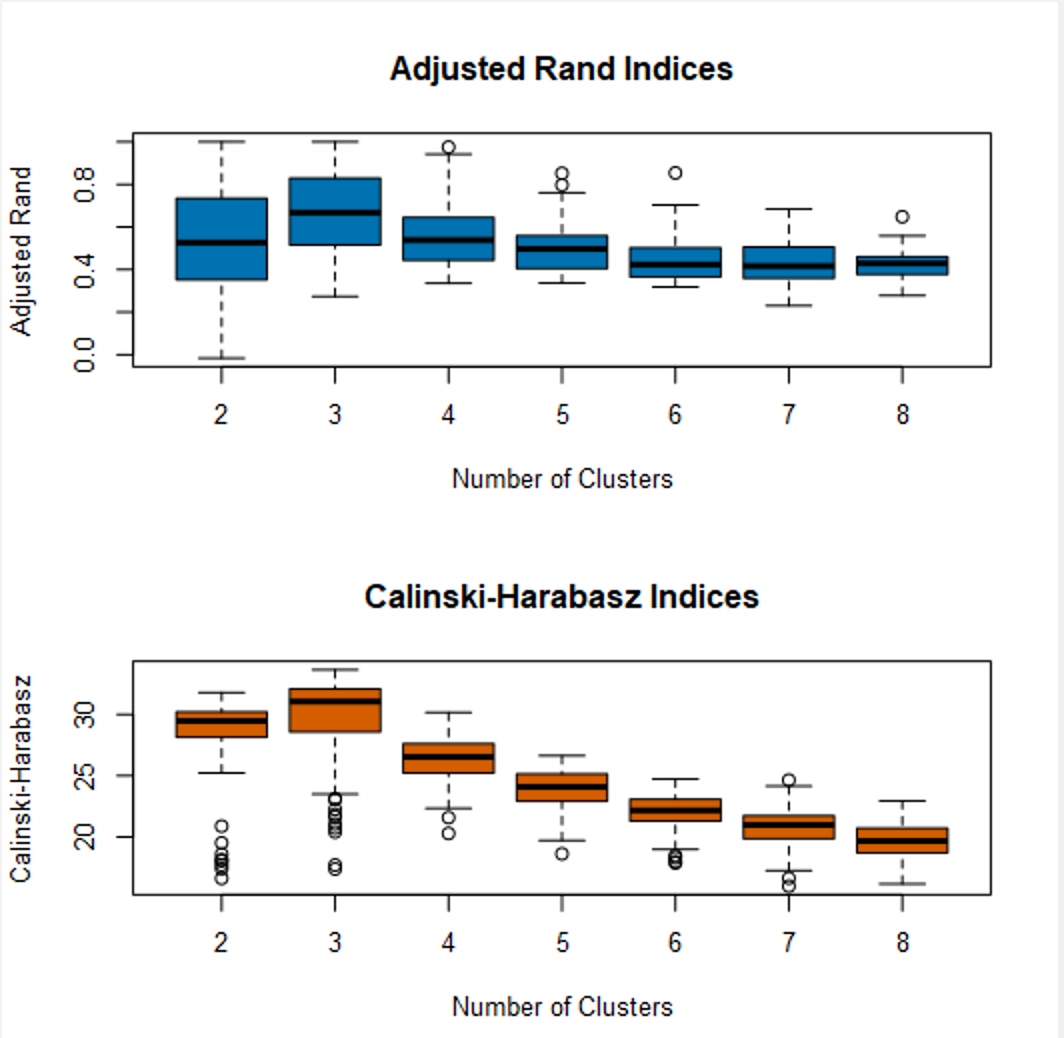 Adjusted Rand Indices
Adjusted Rand
0.8
0.4
0.0
2 3 4 5 6 7 8
Number of Clusters
Calinski-Harabasz Indices
Calinski-Harabasz
30
25
20
2 3 4 5 6 7 8
Number of Clusters